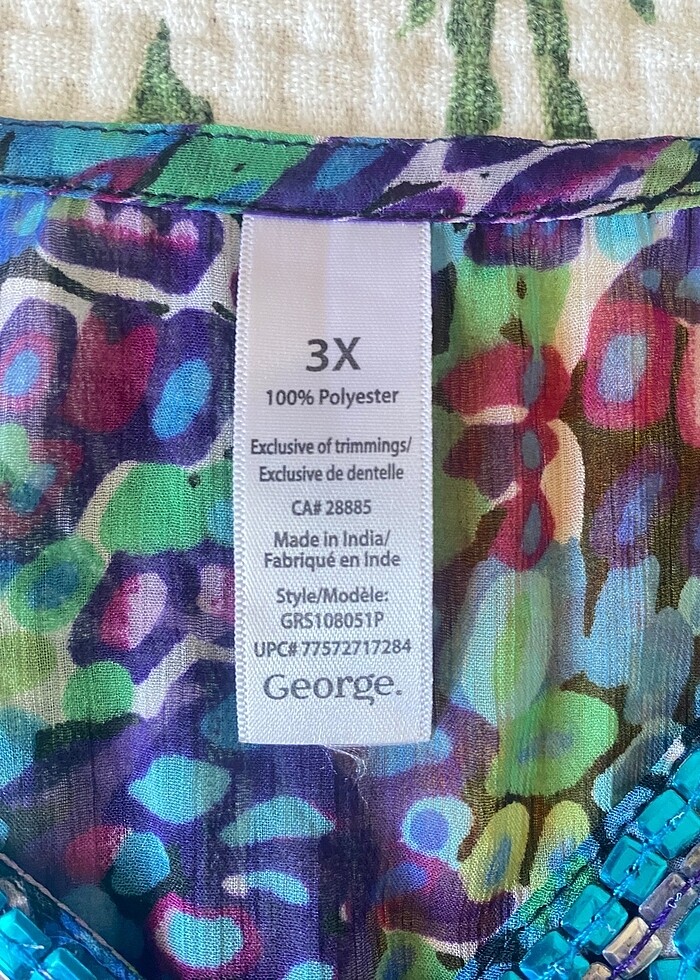 3X
100% Polyester
Exclusive of trimmings/
Exclusive de dentelle
CA# 28885
Made in India/
Fabriqué en Inde
Style/Modèle:
GRS108051P
UPC# 77572717284
George.